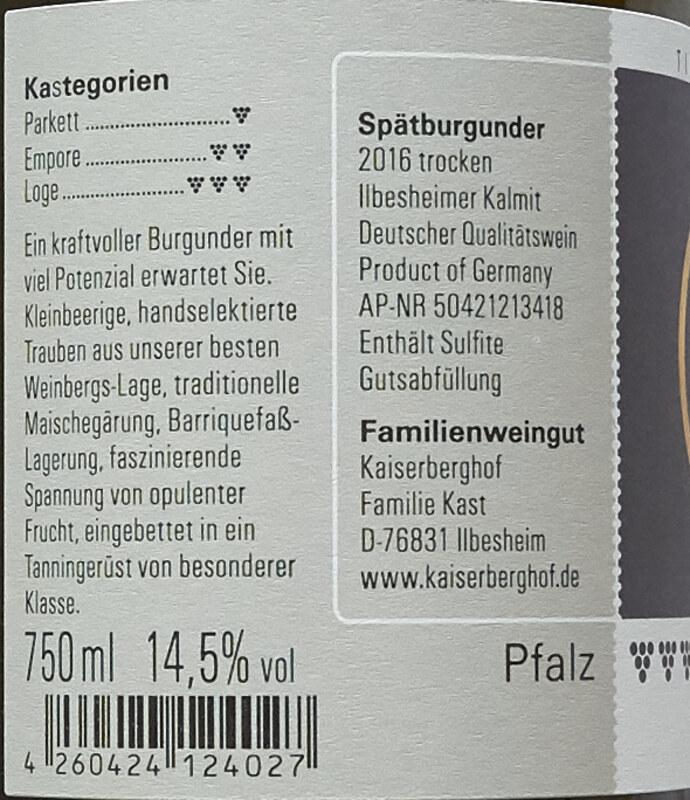 Kastegorien
Parkett
Empore
Loge
Ein kraftvoller Burgunder mit
viel Potenzial erwartet Sie.
Kleinbeerige, handselektierte
Trauben aus unserer besten
Weinbergs-Lage, traditionelle
Maischegärung, Barriquefaß-
Lagerung, faszinierende
Spannung von opulenter
Frucht, eingebettet in ein
Tanningerüst von besonderer
Klasse.
750 ml 14,5% vol
4 260424 124027
Spätburgunder
2016 trocken
Ilbesheimer Kalmit
Deutscher Qualitätswein
Product of Germany
AP-NR 50421213418
Enthält Sulfite
Gutsabfüllung
Familienweingut
Kaiserberghof
Familie Kast
D-76831 Ilbesheim
www.kaiserberghof.de
Pfalz